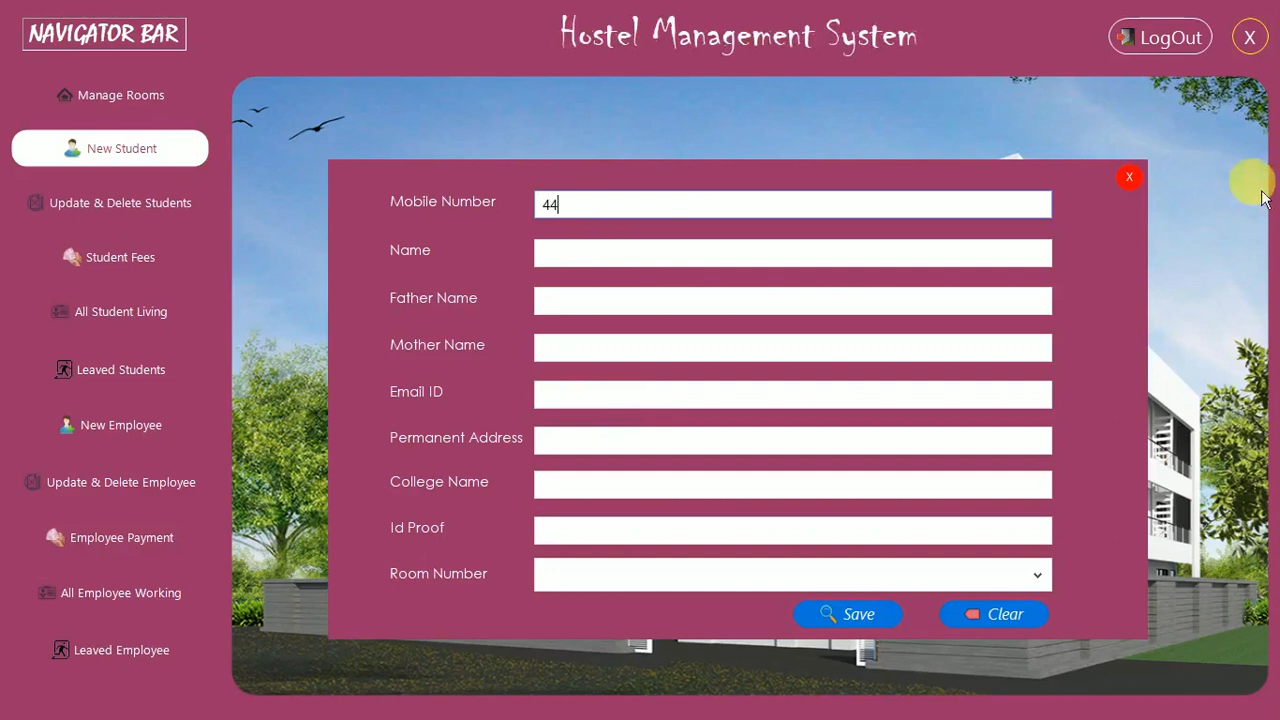 NAVIGATOR BAR
Hostel Management System
LogOut
X
Manage Rooms
New Student
Update & Delete Students
Student Fees
All Student Living
Leaved Students
New Employee
Update & Delete Employee
Employee Payment
All Employee Working
Leaved Employee
X
Mobile Number
44
Name
Father Name
Mother Name
Email ID
Permanent Address
College Name
Id Proof
Room Number
Save
Clear